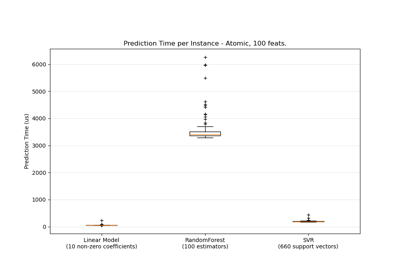 Prediction Time per Instance - Atomic, 100 feats.
Prediction Time (us)
6000
5000
4000
3000
2000
1000
0
Linear Model
(10 non-zero coefficients)
RandomForest
(100 estimators)
SVR
(660 support vectors)